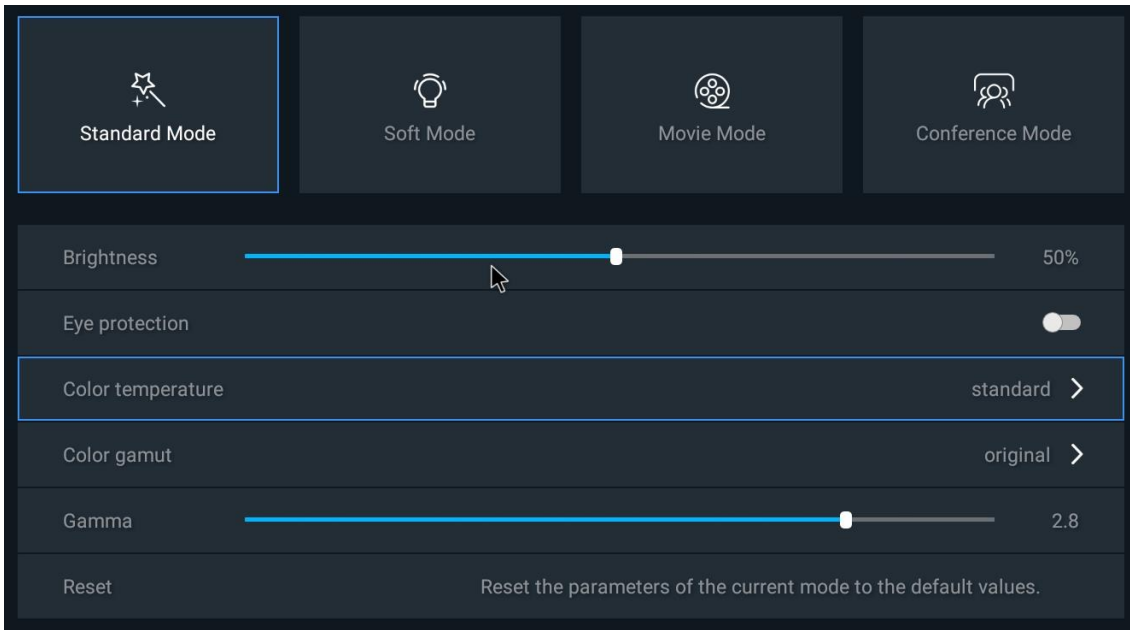 Standard Mode
Soft Mode
Movie Mode
Conference Mode
Brightness 50%
Eye protection
Color temperature standard
Color gamut original
Gamma 2.8
Reset Reset the parameters of the current mode to the default values.